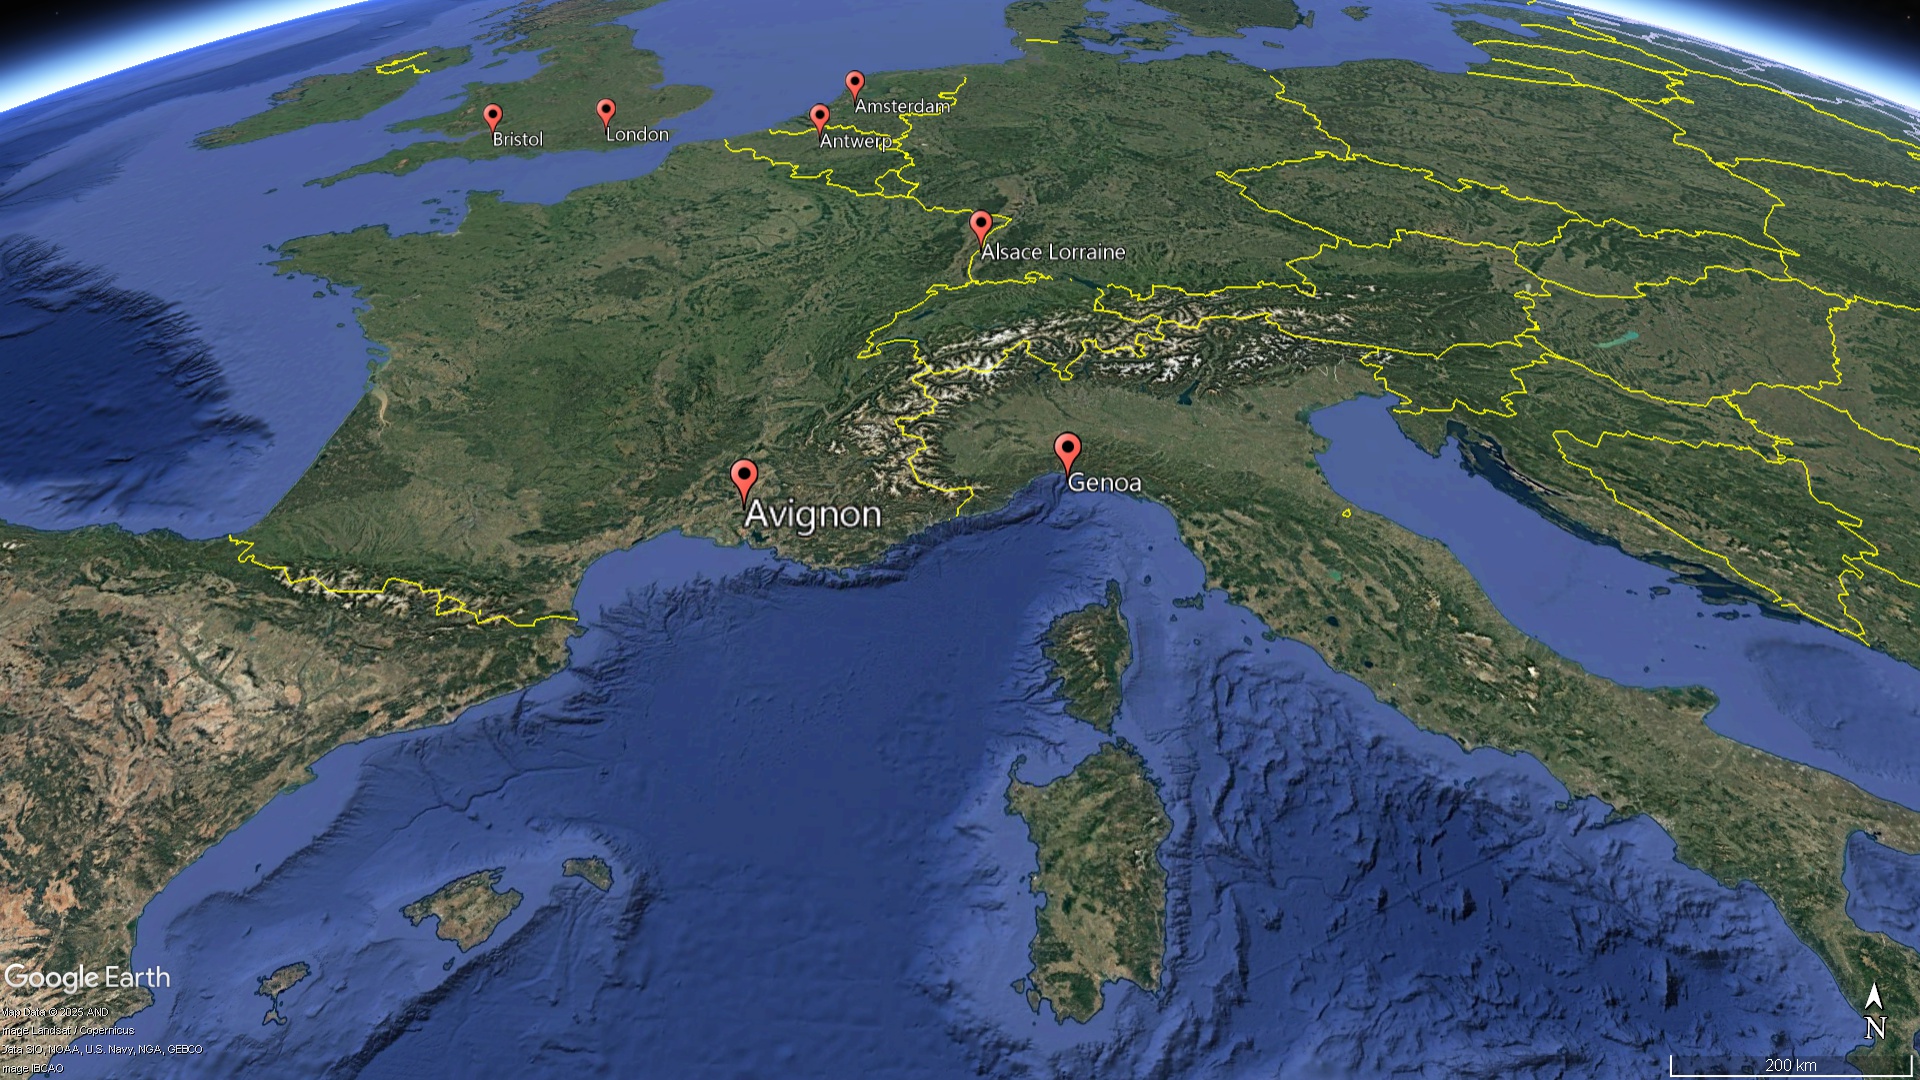 Amsterdam
Bristol
London
Antwerp
Alsace Lorraine
Genoa
Avignon
Google Earth
Map Data © 2025 AND
Image Landsat / Copernicus
Data SIO, NOAA, U.S. Navy, NGA, GEBCO
Image IBCAO
N
200 km